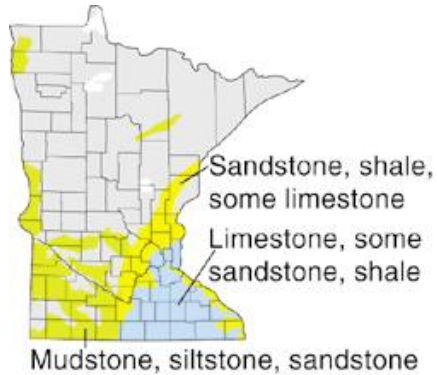 Sandstone, shale,
some limestone
Limestone, some
sandstone, shale
Mudstone, siltstone, sandstone